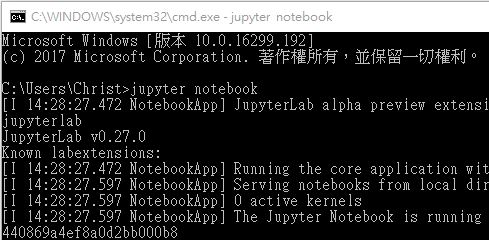 C:\WINDOWS\system32\cmd.exe - jupyter notebook
Microsoft Windows [版本 10.0.16299.192]
(c) 2017 Microsoft Corporation. 著作權所有，並保留一切權利。
C:\Users\Christ>jupyter notebook
[I 14:28:27.472 NotebookApp] JupyterLab alpha preview extensi
jupyterlab
JupyterLab v0.27.0
Known labextensions:
[I 14:28:27.472 NotebookApp] Running the core application wit
[I 14:28:27.597 NotebookApp] Serving notebooks from local dir
[I 14:28:27.597 NotebookApp] 0 active kernels
[I 14:28:27.597 NotebookApp] The Jupyter Notebook is running
440869a4ef8a0d2bb000b8